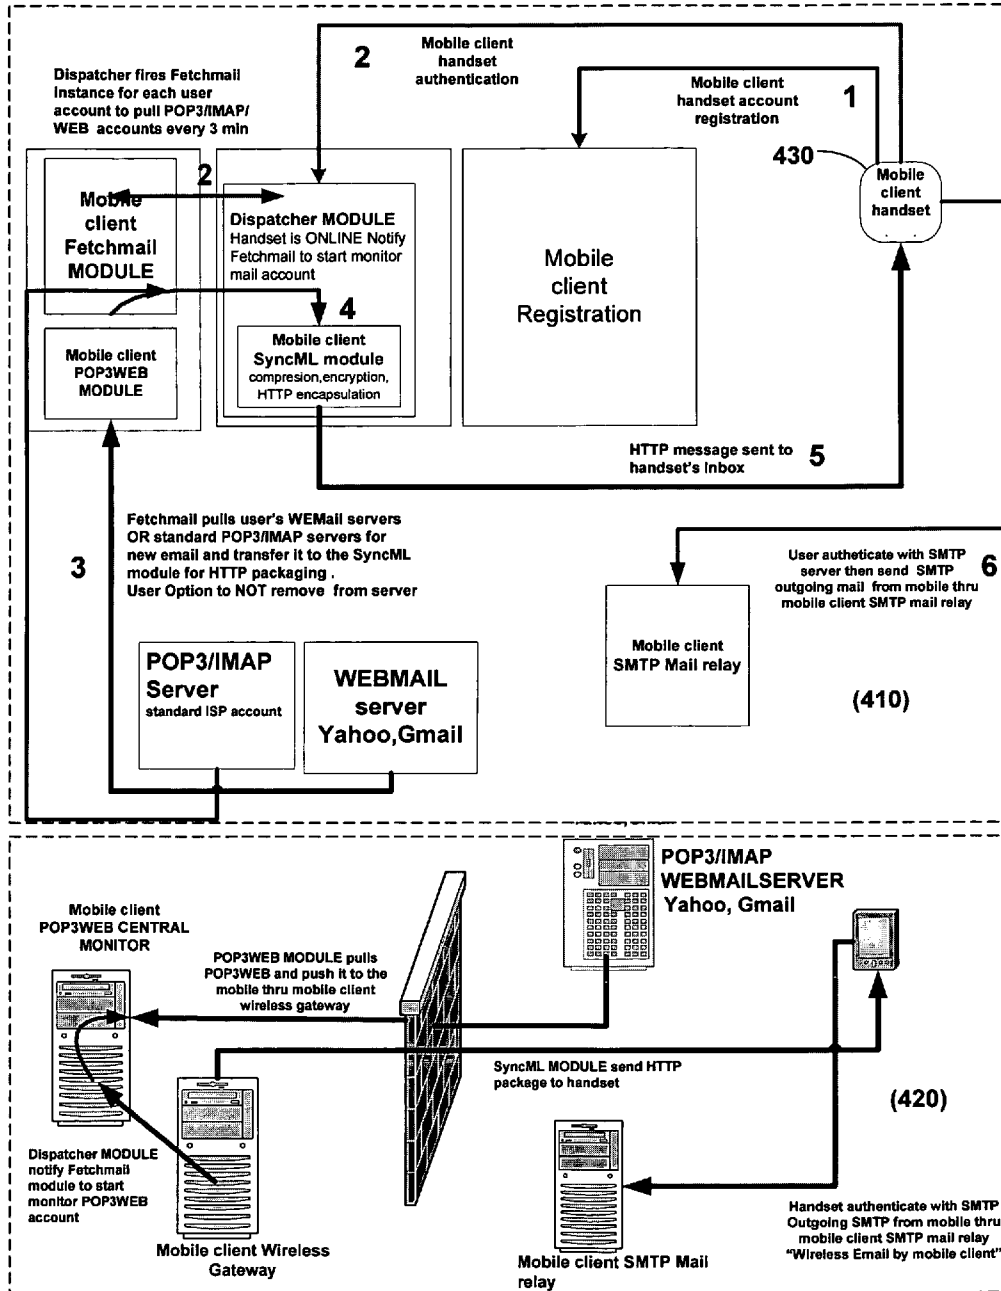 2
Mobile client
handset
authentication
Mobile client
handset account
registration
1
Dispatcher fires Fetchmail
Instance for each user
account to pull POP3/IMAP/
WEB accounts every 3 min
430
Mobile
client
handset
2
Mobile
client
Fetchmail
MODULE
Dispatcher MODULE
Handset is ONLINE Notify
Fetchmail to start monitor
mail account
Mobile
client
Registration
4
Mobile client
SyncML module
compresion,encryption,
HTTP encapsulation
Mobile client
POP3WEB
MODULE
HTTP message sent to
handset's Inbox
5
3
Fetchmail pulls user's WEMail servers
OR standard POP3/IMAP servers for
new email and transfer it to the SyncML
module for HTTP packaging .
User Option to NOT remove from server
User autheticate with SMTP
server then send SMTP
outgoing mail from mobile thru
mobile client SMTP mail relay
6
Mobile client
SMTP Mail relay
(410)
POP3/IMAP
Server
standard ISP account
WEBMAIL
server
Yahoo,Gmail
POP3/IMAP
WEBMAILSERVER
Yahoo, Gmail
Mobile client
POP3WEB CENTRAL
MONITOR
POP3WEB MODULE pulls
POP3WEB and push it to the
mobile thru mobile client
wireless gateway
SyncML MODULE send HTTP
package to handset
(420)
Dispatcher MODULE
notify Fetchmail
module to start
monitor POP3WEB
account
Mobile client Wireless
Gateway
Mobile client SMTP Mail
relay
Handset authenticate with SMTP
Outgoing SMTP from mobile thru
mobile client SMTP mail relay
"Wireless Email by mobile client"